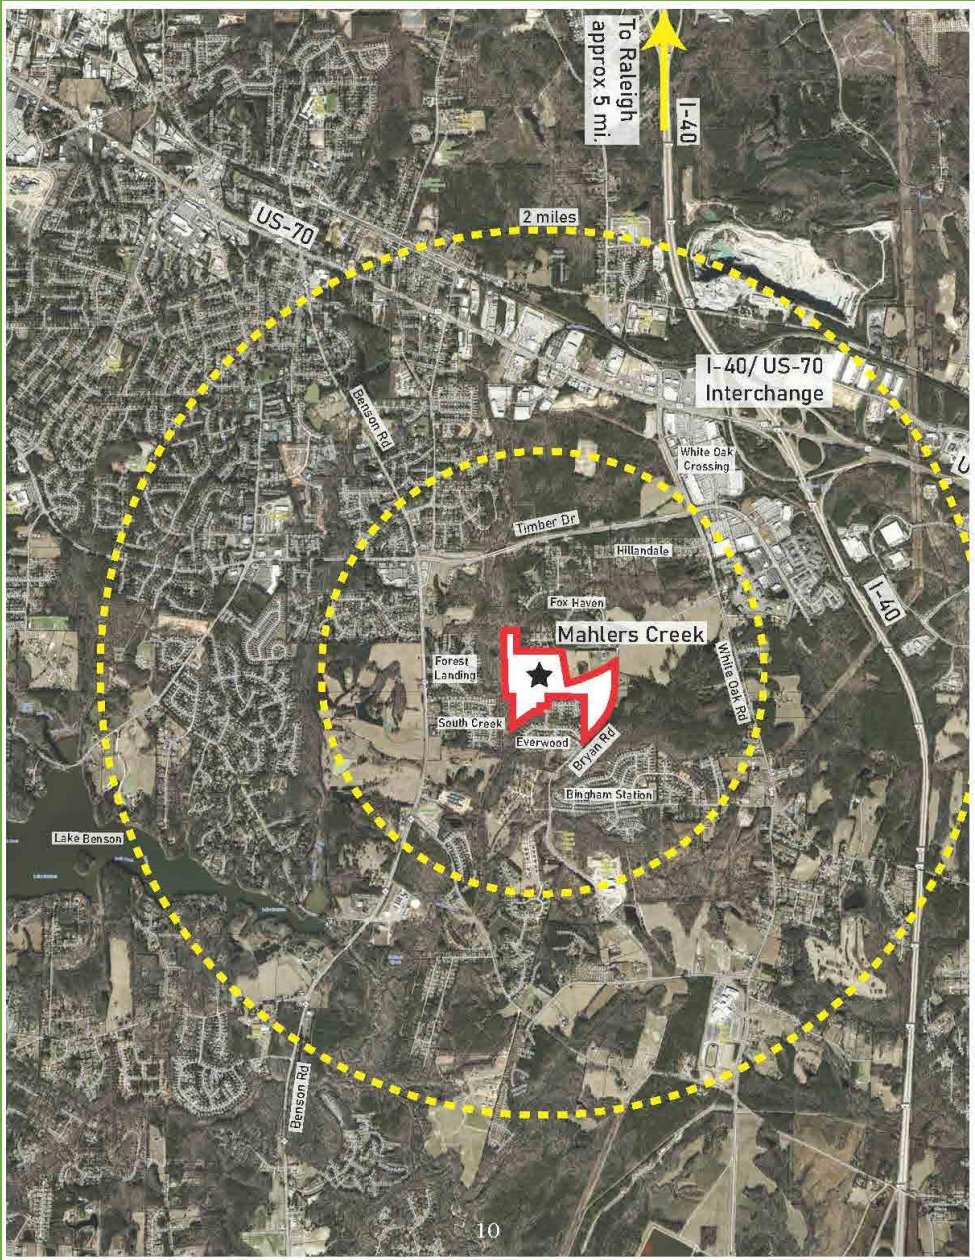 To Raleigh
approx 5 mi.
I-40
US-70
2 miles
I-40/ US-70
Interchange
Benson Rd
White Oak
Crossing
U
Timber Dr
Hillandale
I-40
Fox Haven
Mahlers Creek
Forest
Landing
White Oak Rd
South Creek
Everwood
Bryan Rd
Bingham Station
Lake Benson
Benson Rd
10